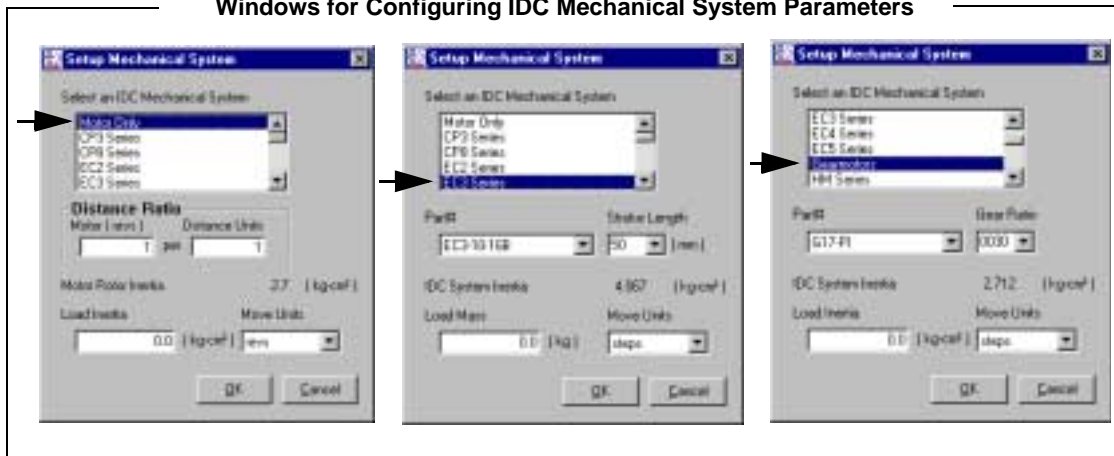 Windows for Configuring IDC Mechanical System Parameters
Setup Mechanical System
Select an IDC Mechanical System
Motor Only
CP3 Series
CP8 Series
EC2 Series
EC3 Series
Distance Ratio
Motor (revs)
Distance Units
1 per 1
Motor Rotor Inertia 2.7 (kg-cm²)
Load Inertia
Move Units
0.0 (kg-cm²) revs
OK Cancel
Setup Mechanical System
Select an IDC Mechanical System
Motor Only
CP3 Series
CP8 Series
EC2 Series
EC3 Series
Part#
Stroke Length
EC3-10-16B 50 (mm)
IDC System Inertia 4.867 (kg-cm²)
Load Mass
Move Units
0.0 (kg) steps
OK Cancel
Setup Mechanical System
Select an IDC Mechanical System
EC3 Series
EC4 Series
EC5 Series
Gearmotors
HM Series
Part#
Gear Ratio
G17-P1 0030
IDC System Inertia 2.712 (kg-cm²)
Load Inertia
Move Units
0.0 (kg-cm²) steps
OK Cancel